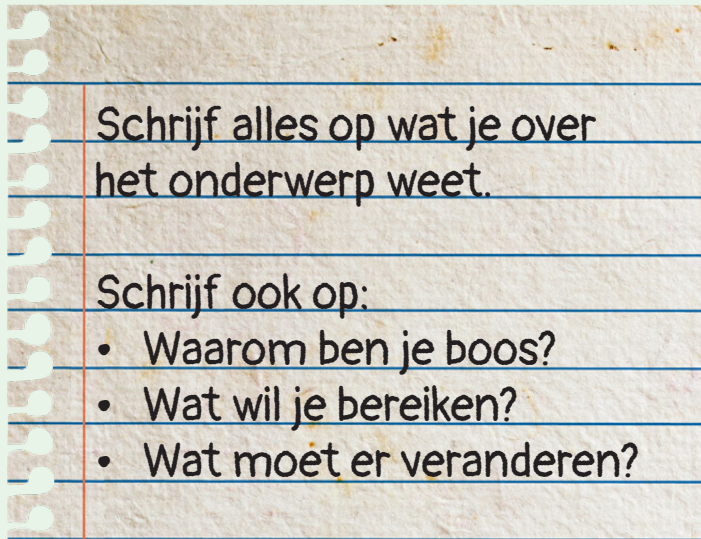 Schrijf alles op wat je over
het onderwerp weet.
Schrijf ook op:
• Waarom ben je boos?
• Wat wil je bereiken?
• Wat moet er veranderen?